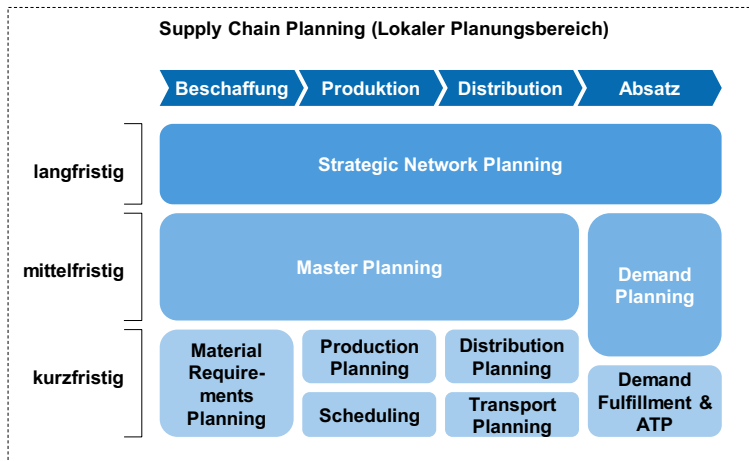 Supply Chain Planning (Lokaler Planungsbereich)
Beschaffung
Produktion
Distribution
Absatz
langfristig
Strategic Network Planning
mittelfristig
Master Planning
Demand
Planning
kurzfristig
Material
Require-
ments
Planning
Production
Planning
Scheduling
Distribution
Planning
Transport
Planning
Demand
Fulfillment &
ATP